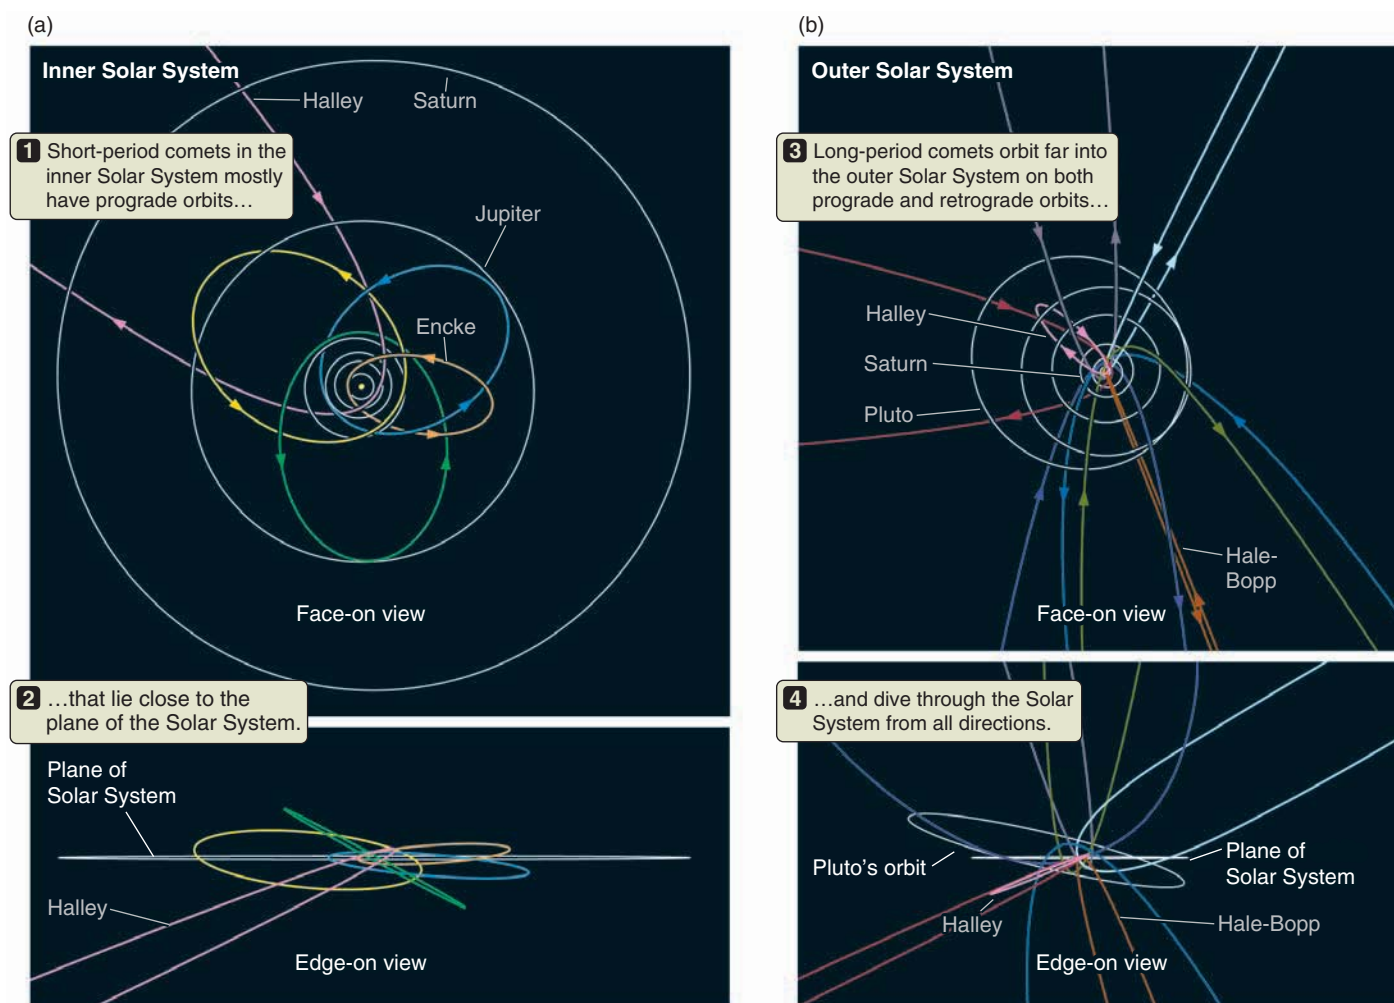 (a)
Inner Solar System
Halley
Saturn
1 Short-period comets in the
inner Solar System mostly
have prograde orbits…
Jupiter
Encke
Face-on view
2 …that lie close to the
plane of the Solar System.
Plane of
Solar System
Halley
Edge-on view
(b)
Outer Solar System
3 Long-period comets orbit far into
the outer Solar System on both
prograde and retrograde orbits…
Halley
Saturn
Pluto
Hale-
Bopp
Face-on view
4 …and dive through the Solar
System from all directions.
Pluto’s orbit
Plane of
Solar System
Halley
Hale-Bopp
Edge-on view